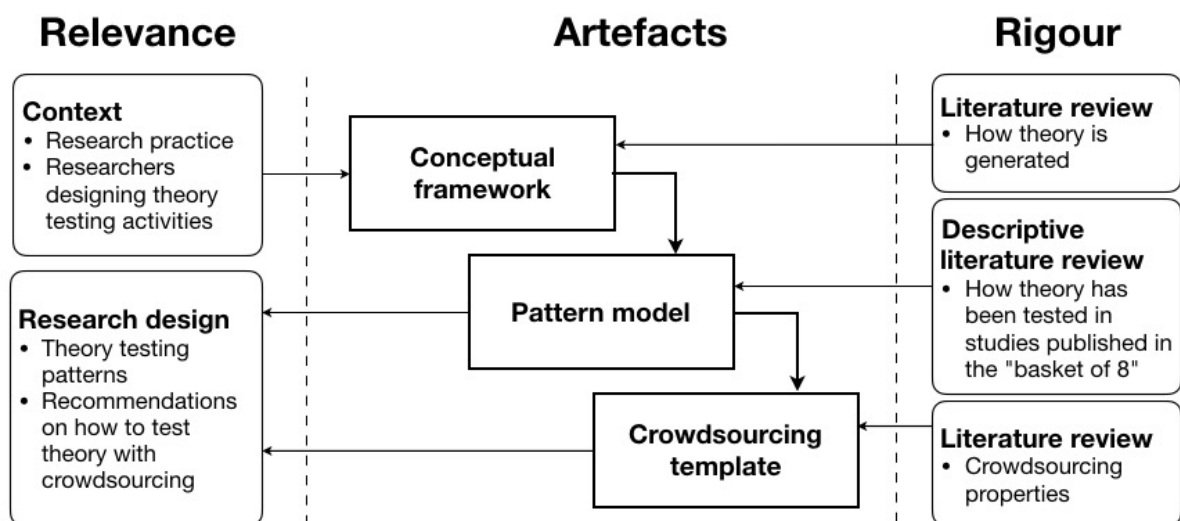 Relevance
Artefacts
Rigour
Context
• Research practice
• Researchers
designing theory
testing activities
Research design
• Theory testing
patterns
• Recommendations
on how to test
theory with
crowdsourcing
Conceptual
framework
Pattern model
Crowdsourcing
template
Literature review
• How theory is
generated
Descriptive
literature review
• How theory has
been tested in
studies published in
the "basket of 8"
Literature review
• Crowdsourcing
properties